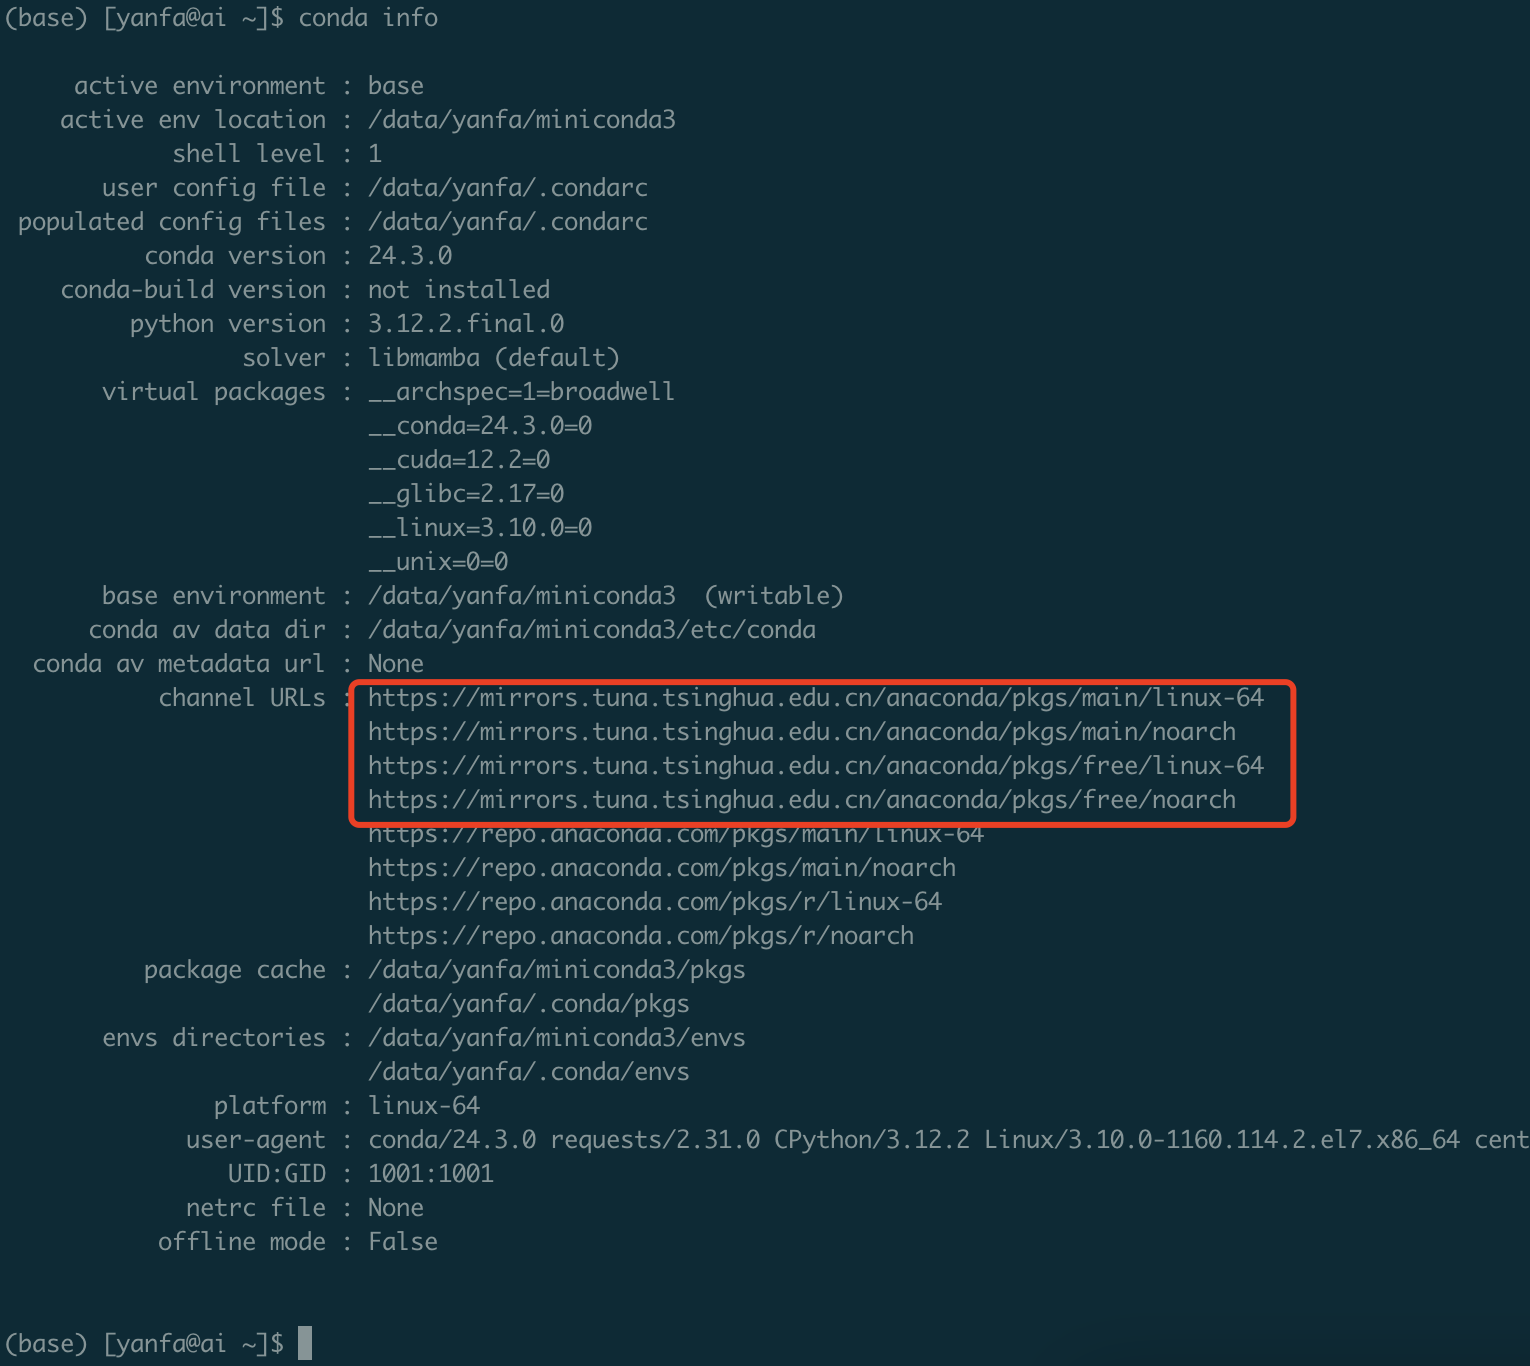 (base) [yanfa@ai ~]$ conda info
active environment : base
active env location : /data/yanfa/miniconda3
shell level : 1
user config file : /data/yanfa/.condarc
populated config files : /data/yanfa/.condarc
conda version : 24.3.0
conda-build version : not installed
python version : 3.12.2.final.0
solver : libmamba (default)
virtual packages : __archspec=1=broadwell
__conda=24.3.0=0
__cuda=12.2=0
__glibc=2.17=0
__linux=3.10.0=0
__unix=0=0
base environment : /data/yanfa/miniconda3  (writable)
conda av data dir : /data/yanfa/miniconda3/etc/conda
conda av metadata url : None
channel URLs : https://mirrors.tuna.tsinghua.edu.cn/anaconda/pkgs/main/linux-64
https://mirrors.tuna.tsinghua.edu.cn/anaconda/pkgs/main/noarch
https://mirrors.tuna.tsinghua.edu.cn/anaconda/pkgs/free/linux-64
https://mirrors.tuna.tsinghua.edu.cn/anaconda/pkgs/free/noarch
https://repo.anaconda.com/pkgs/main/linux-64
https://repo.anaconda.com/pkgs/main/noarch
https://repo.anaconda.com/pkgs/r/linux-64
https://repo.anaconda.com/pkgs/r/noarch
package cache : /data/yanfa/miniconda3/pkgs
/data/yanfa/.conda/pkgs
envs directories : /data/yanfa/miniconda3/envs
/data/yanfa/.conda/envs
platform : linux-64
user-agent : conda/24.3.0 requests/2.31.0 CPython/3.12.2 Linux/3.10.0-1160.114.2.el7.x86_64 cent
UID:GID : 1001:1001
netrc file : None
offline mode : False
(base) [yanfa@ai ~]$